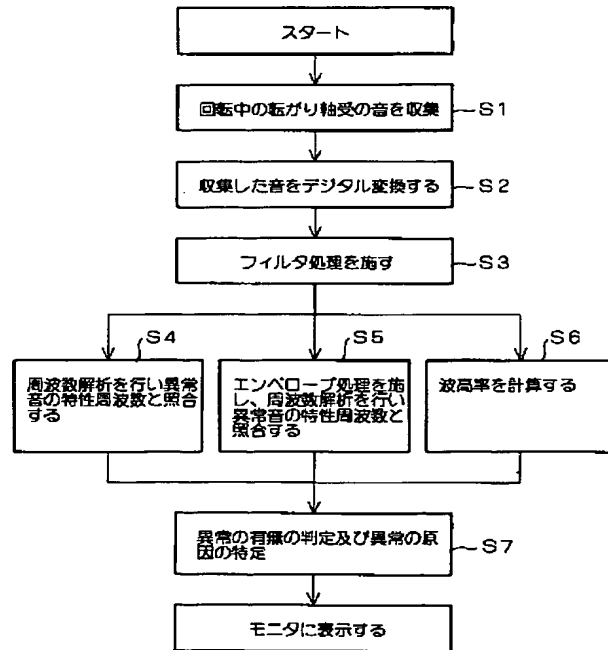 スタート
回転中の転がり軸受の音を収集
S1
収集した音をデジタル変換する
S2
フィルタ処理を施す
S3
S4
周波数解析を行い異常
音の特性周波数と照合
する
S5
エンベロープ処理を施
し、周波数解析を行い
異常音の特性周波数と
照合する
S6
波高率を計算する
異常の有無の判定及び異常の原
因の特定
S7
モニタに表示する